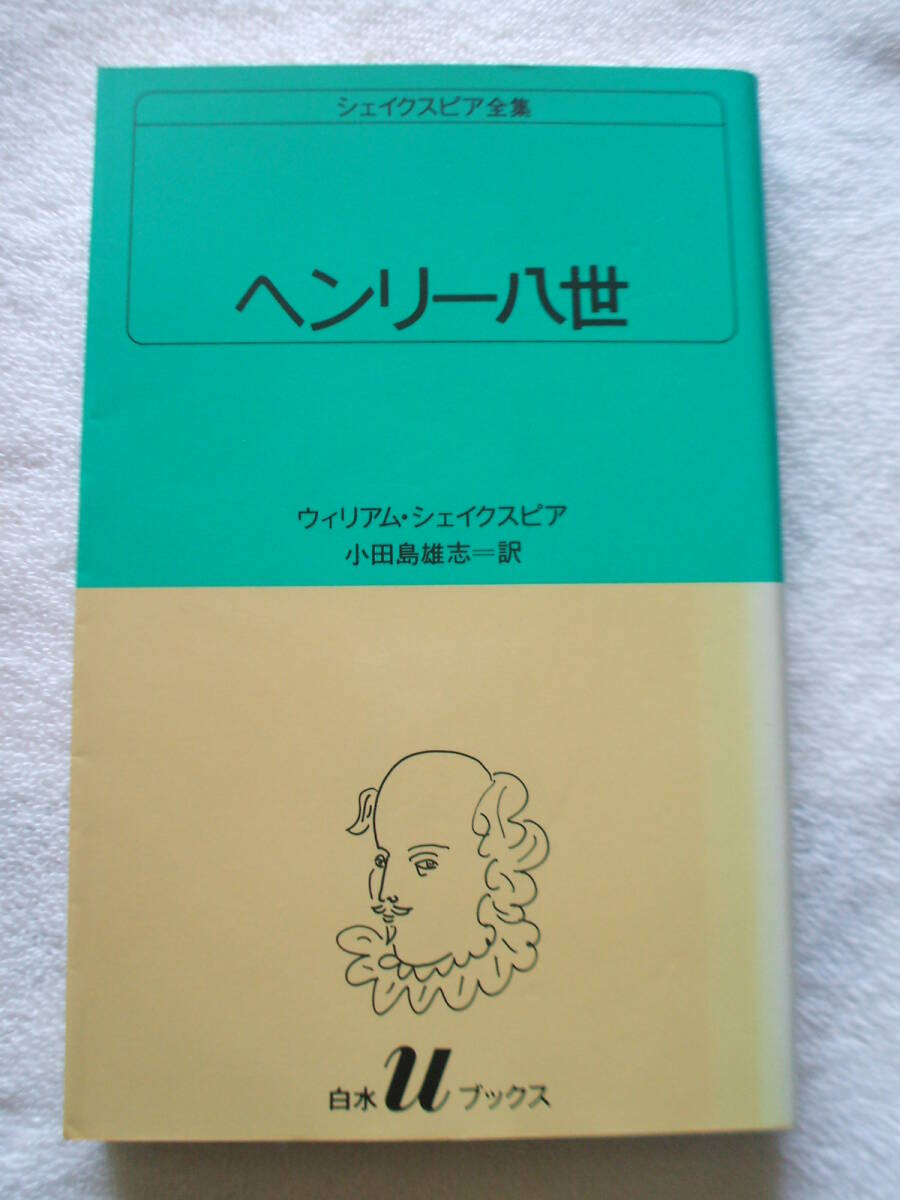 シェイクスピア全集
ヘンリー八世
ウィリアム・シェイクスピア
小田島雄志＝訳
白水 u ブックス